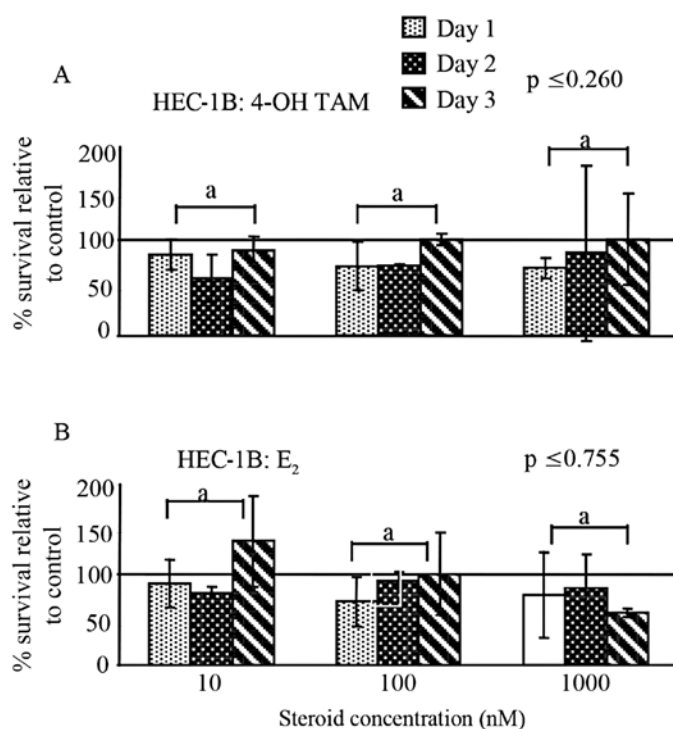 Day 1
Day 2
Day 3
A
HEC-1B: 4-OH TAM
p ≤0.260
% survival relative
to control
200
150
100
50
0
a
a
a
B
HEC-1B: E₂
p ≤0.755
% survival relative
to control
200
150
100
50
0
a
a
a
10
100
1000
Steroid concentration (nM)